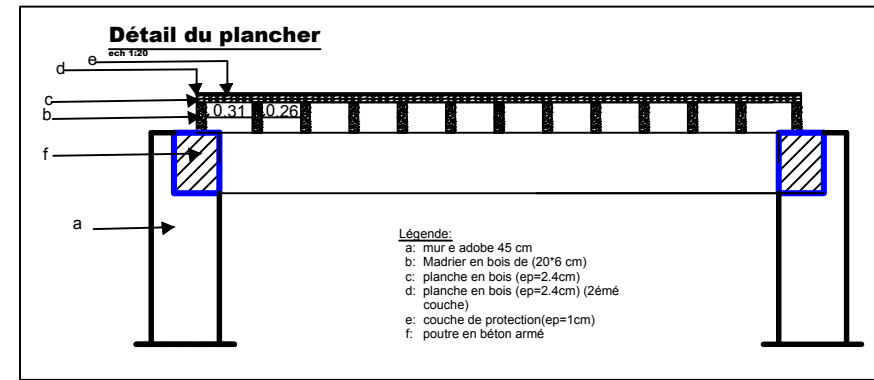 Détail du plancher
ech 1:20
e
d
c
b
0.31 0.26
f
a
Légende:
a: mur e adobe 45 cm
b: Madrier en bois de (20*6 cm)
c: planche en bois (ep=2.4cm)
d: planche en bois (ep=2.4cm) (2émé
couche)
e: couche de protection(ep=1cm)
f: poutre en béton armé